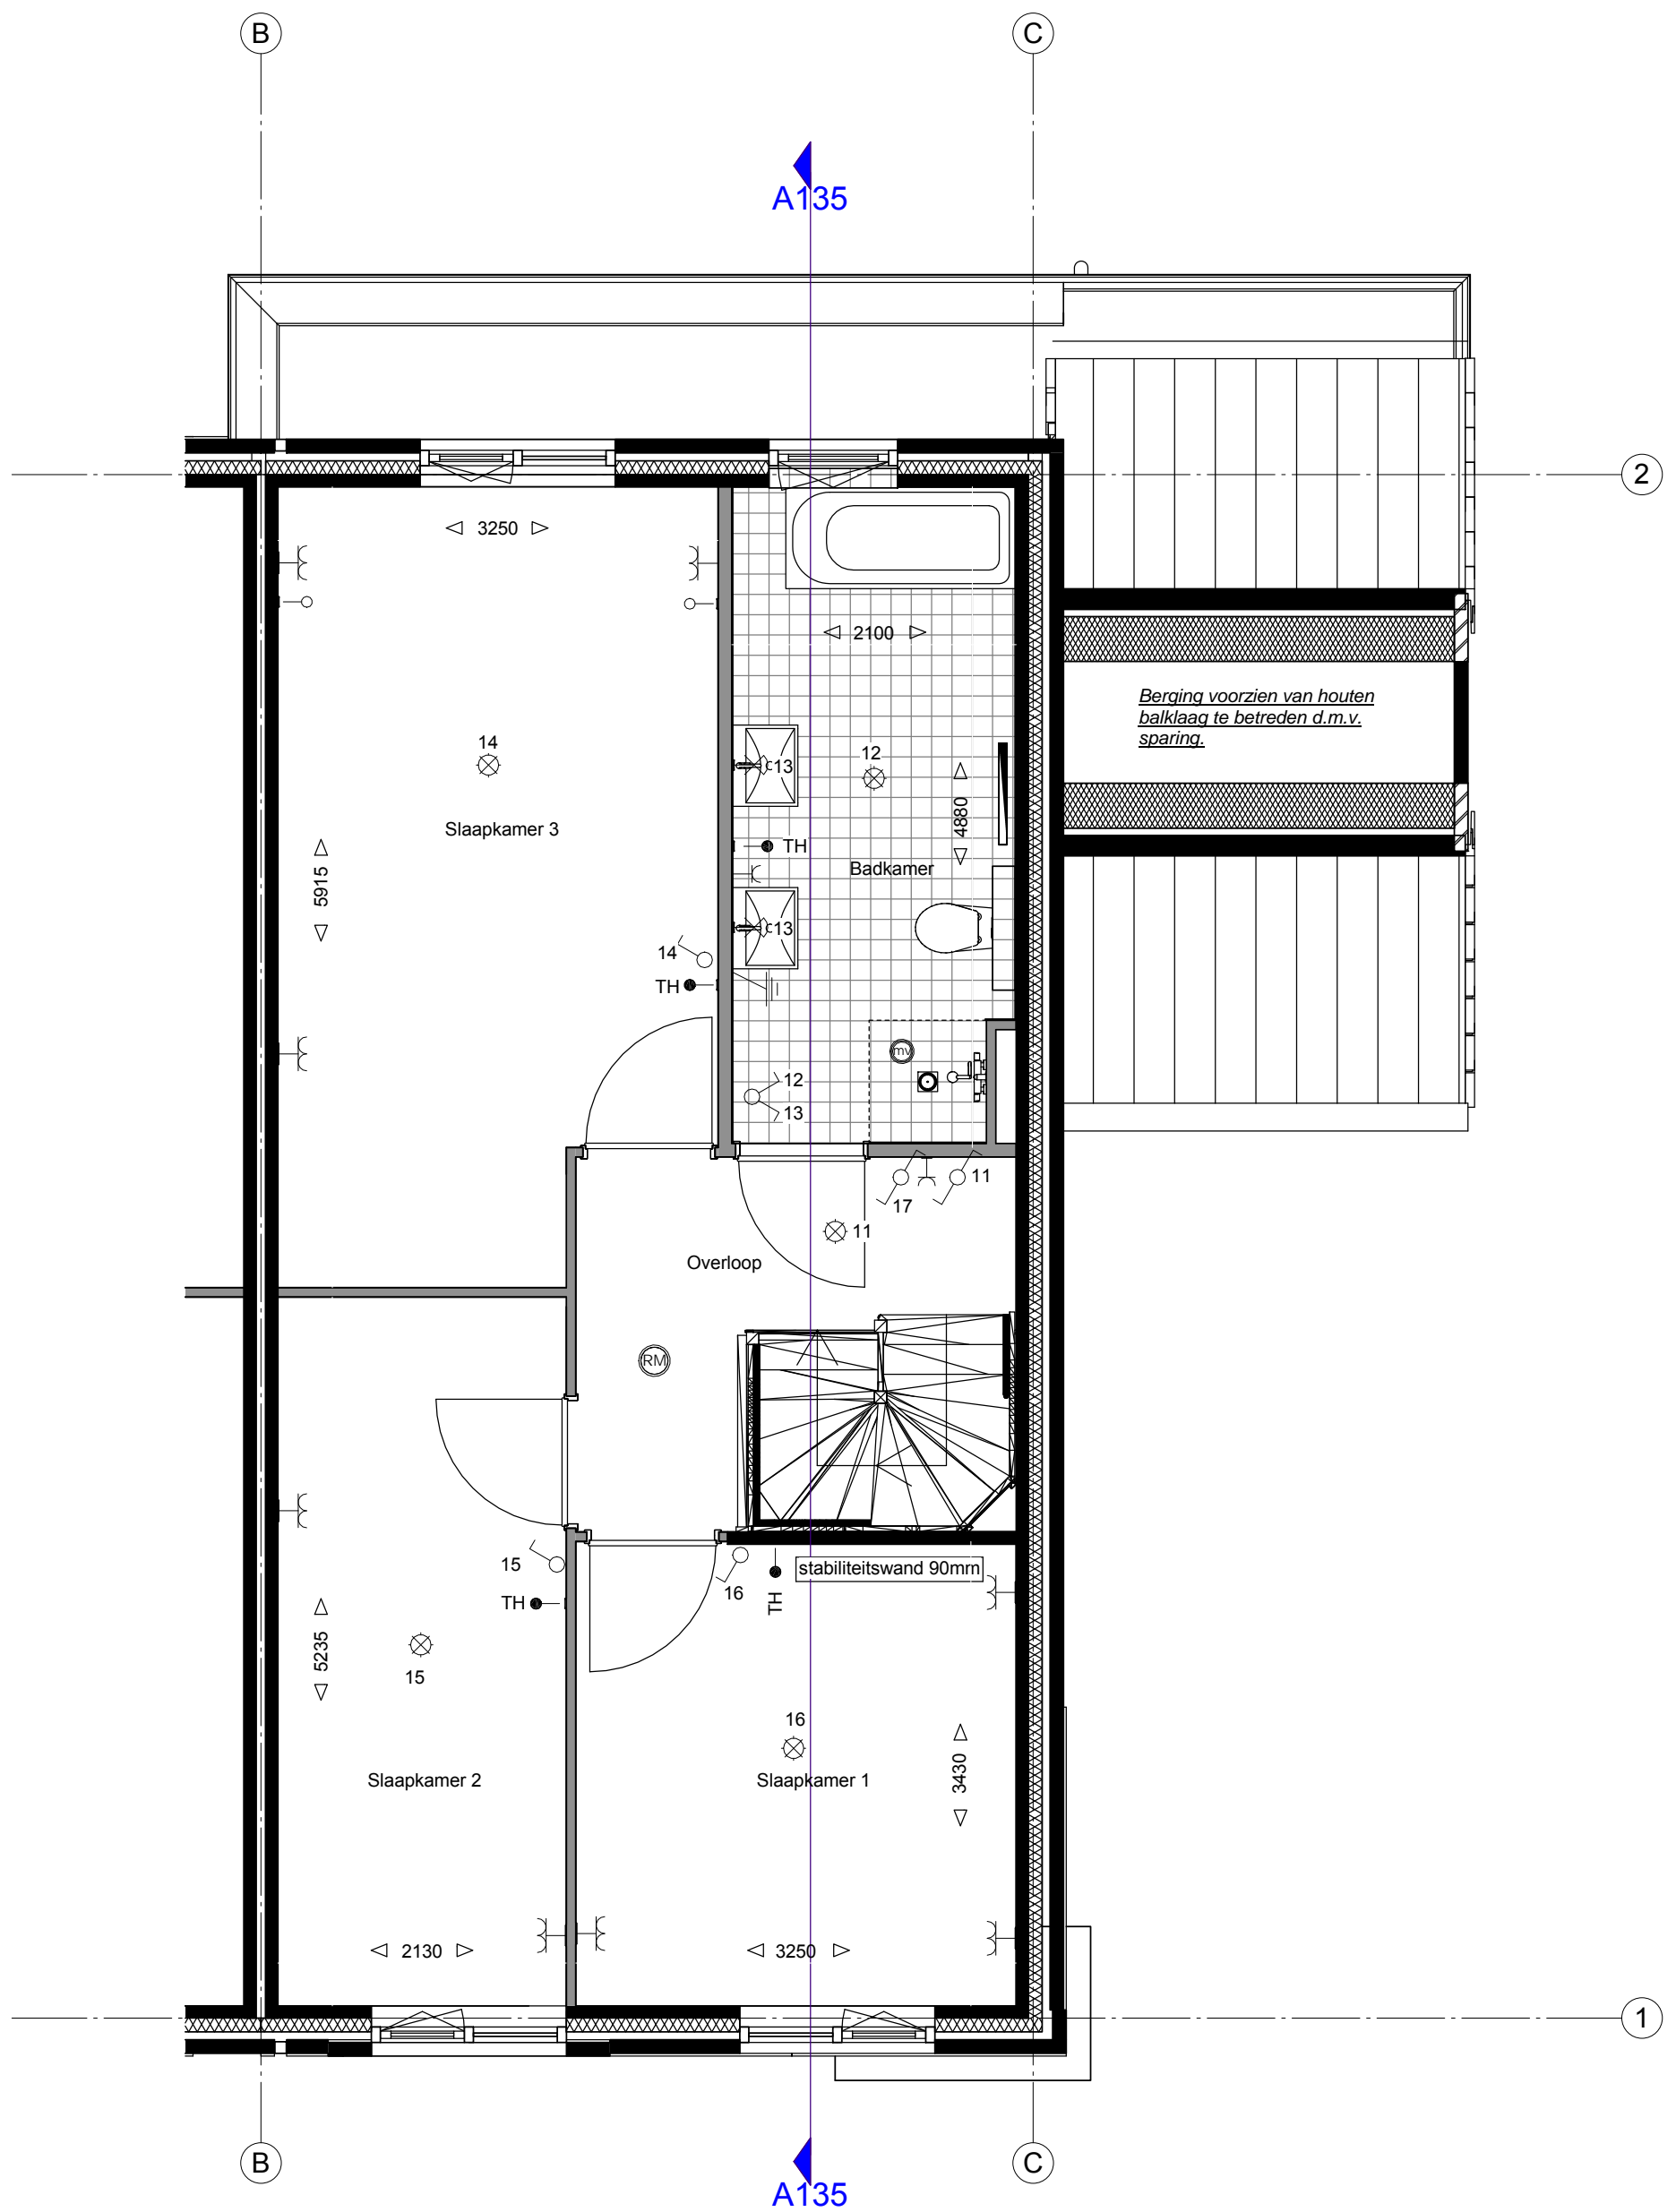 B
C
A135
2
3250
2100
Berging voorzien van houten
balklaag te betreden d.m.v.
sparing.
14
13
12
4880
Slaapkamer 3
TH
5915
Badkamer
13
14
TH
mv
12
13
11
17
11
Overloop
RM
15
16
TH
stabiliteitswand 90mm
TH
5235
15
16
3430
Slaapkamer 2
Slaapkamer 1
2130
3250
1
B
C
A135